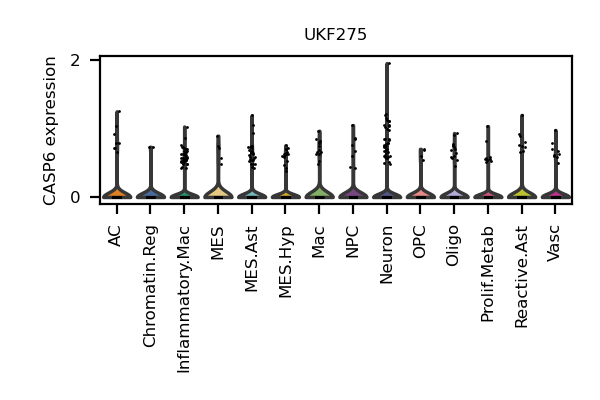 UKF275
CASP6 expression
2
0
AC
Chromatin.Reg
Inflammatory.Mac
MES
MES.Ast
MES.Hyp
Mac
NPC
Neuron
OPC
Oligo
Prolif.Metab
Reactive.Ast
Vasc